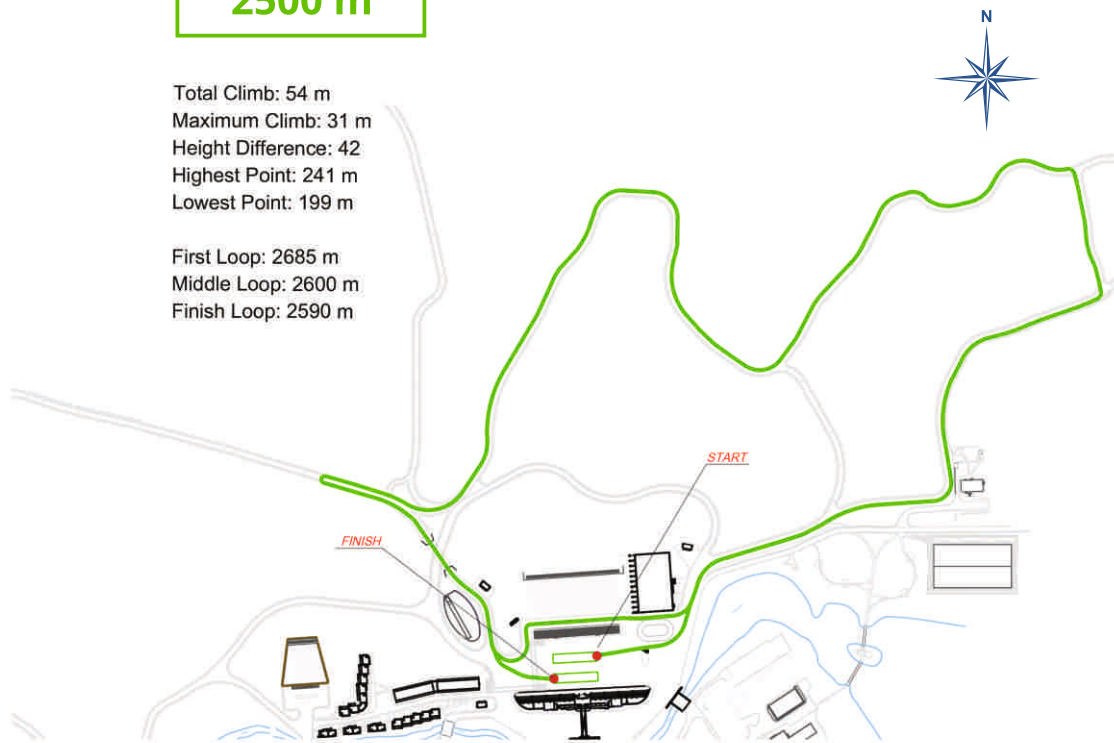 2500 m
N
Total Climb: 54 m
Maximum Climb: 31 m
Height Difference: 42
Highest Point: 241 m
Lowest Point: 199 m
First Loop: 2685 m
Middle Loop: 2600 m
Finish Loop: 2590 m
START
FINISH